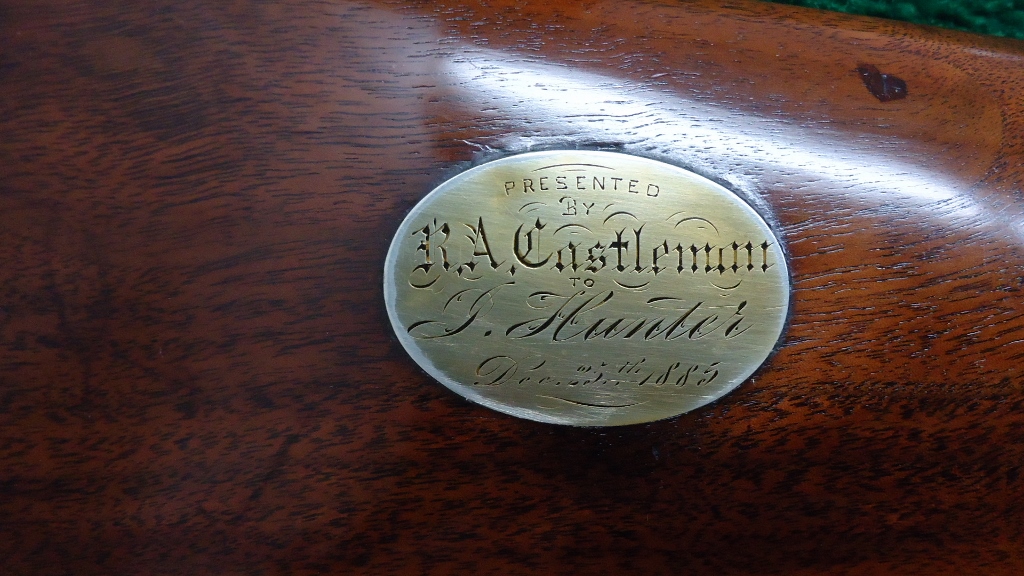 PRESENTED
BY
R.A. Castleman
TO
J. Hunter
Dec. 25th 1885